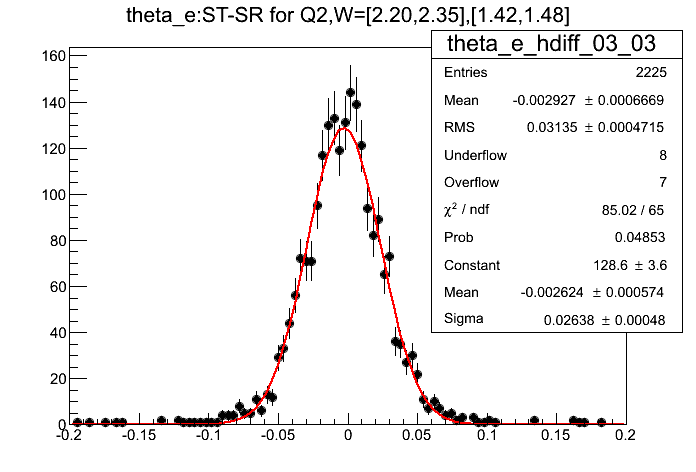 theta_e:ST-SR for Q2,W=[2.20,2.35],[1.42,1.48]
theta_e_hdiff_03_03
Entries 2225
Mean -0.002927 ± 0.0006669
RMS 0.03135 ± 0.0004715
Underflow 8
Overflow 7
χ² / ndf 85.02 / 65
Prob 0.04853
Constant 128.6 ± 3.6
Mean -0.002624 ± 0.000574
Sigma 0.02638 ± 0.00048
160
140
120
100
80
60
40
20
0
-0.2 -0.15 -0.1 -0.05 0 0.05 0.1 0.15 0.2